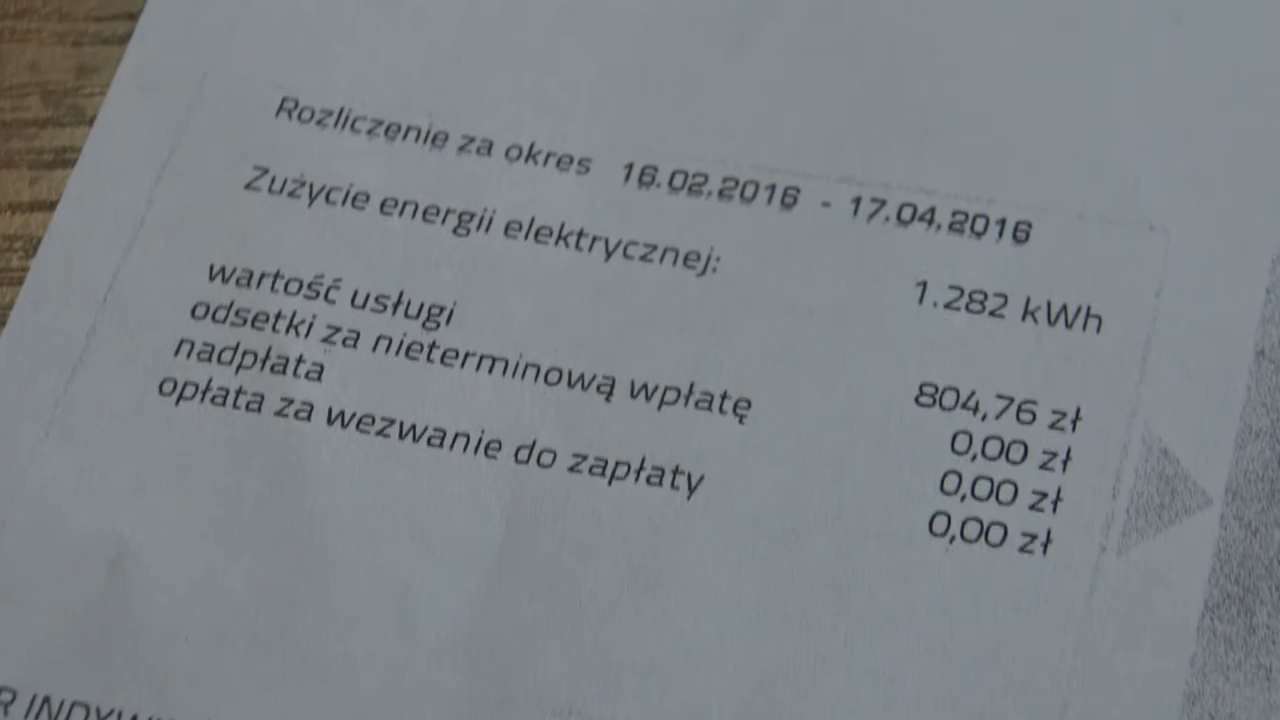 Rozliczenie za okres 16.02.2016 - 17.04.2016
Zużycie energii elektrycznej: 1.282 kWh
wartość usługi 804,76 zł
odsetki za nieterminową wpłatę 0,00 zł
nadpłata 0,00 zł
opłata za wezwanie do zapłaty 0,00 zł